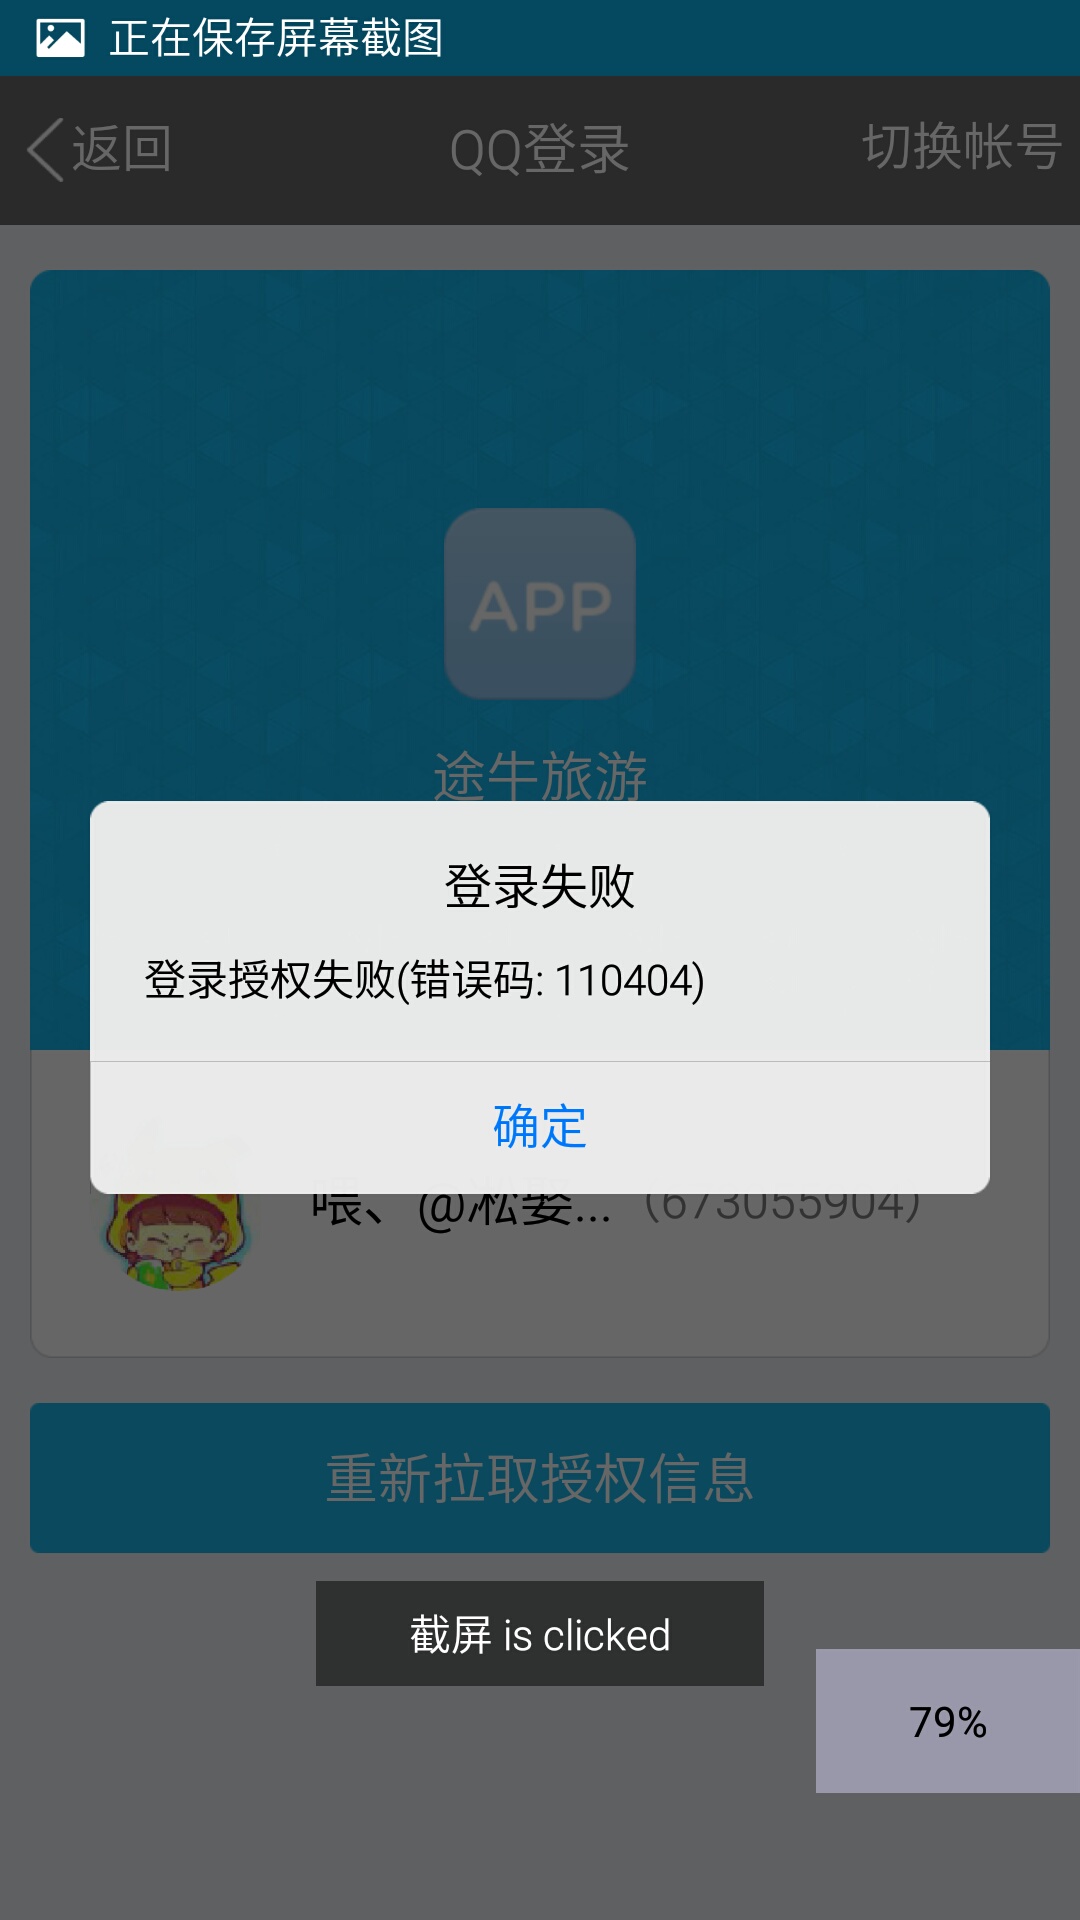 正在保存屏幕截图
返回
QQ登录
切换帐号
APP
途牛旅游
登录失败
登录授权失败(错误码: 110404)
确定
喂、@凇娶... (673055904)
重新拉取授权信息
截屏 is clicked
79%